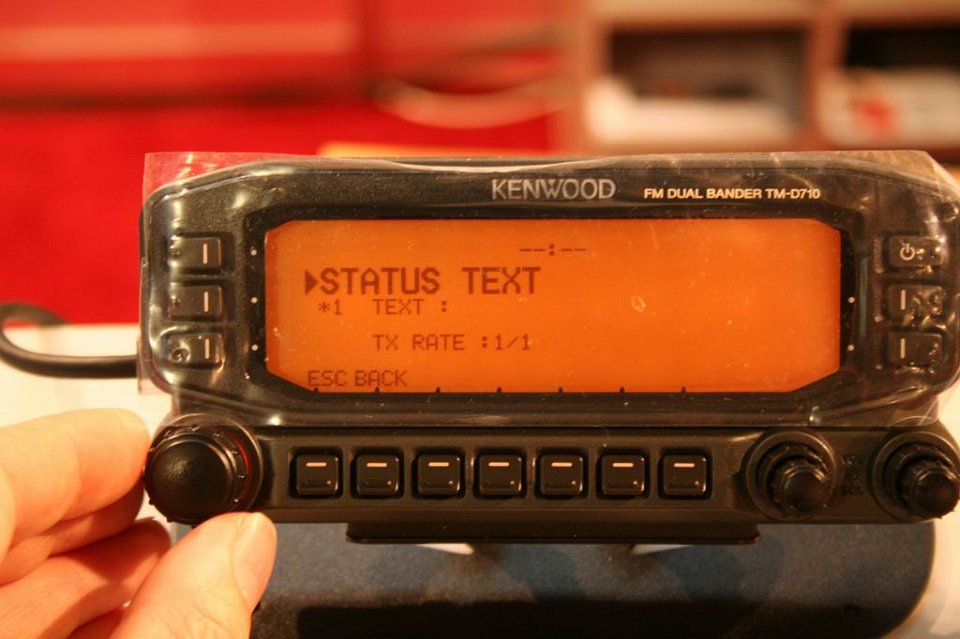 KENWOOD FM DUAL BANDER TM-D710
--:--
▶STATUS TEXT
*1 TEXT :
TX RATE :1/1
ESC BACK